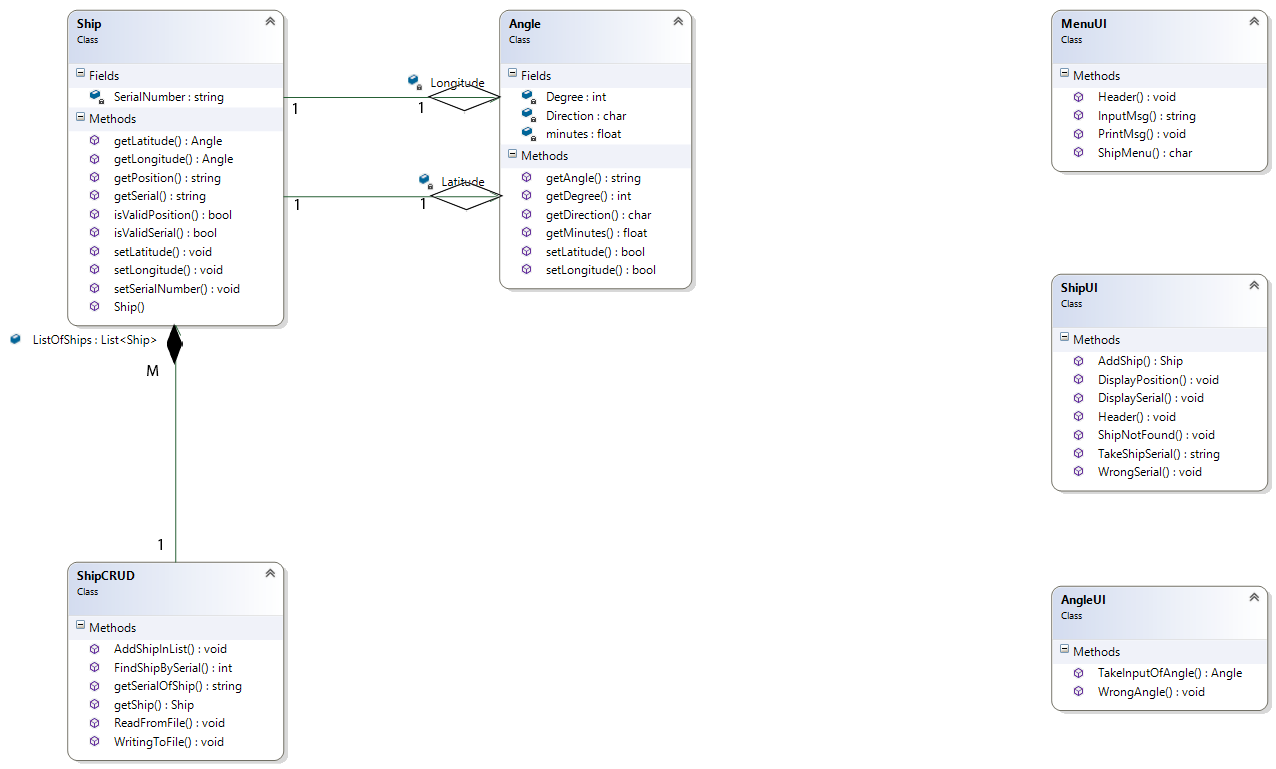 Ship
Class
Fields
SerialNumber : string
Methods
getLatitude() : Angle
getLongitude() : Angle
getPosition() : string
getSerial() : string
isValidPosition() : bool
isValidSerial() : bool
setLatitude() : void
setLongitude() : void
setSerialNumber() : void
Ship()
Longitude
1
1
Latitude
1
1
Angle
Class
Fields
Degree : int
Direction : char
minutes : float
Methods
getAngle() : string
getDegree() : int
getDirection() : char
getMinutes() : float
setLatitude() : bool
setLongitude() : bool
ListOfShips : List<Ship>
M
1
ShipCRUD
Class
Methods
AddShipInList() : void
FindShipBySerial() : int
getSerialOfShip() : string
getShip() : Ship
ReadFromFile() : void
WritingToFile() : void
MenuUI
Class
Methods
Header() : void
InputMsg() : string
PrintMsg() : void
ShipMenu() : char
ShipUI
Class
Methods
AddShip() : Ship
DisplayPosition() : void
DisplaySerial() : void
Header() : void
ShipNotFound() : void
TakeShipSerial() : string
WrongSerial() : void
AngleUI
Class
Methods
TakeInputOfAngle() : Angle
WrongAngle() : void